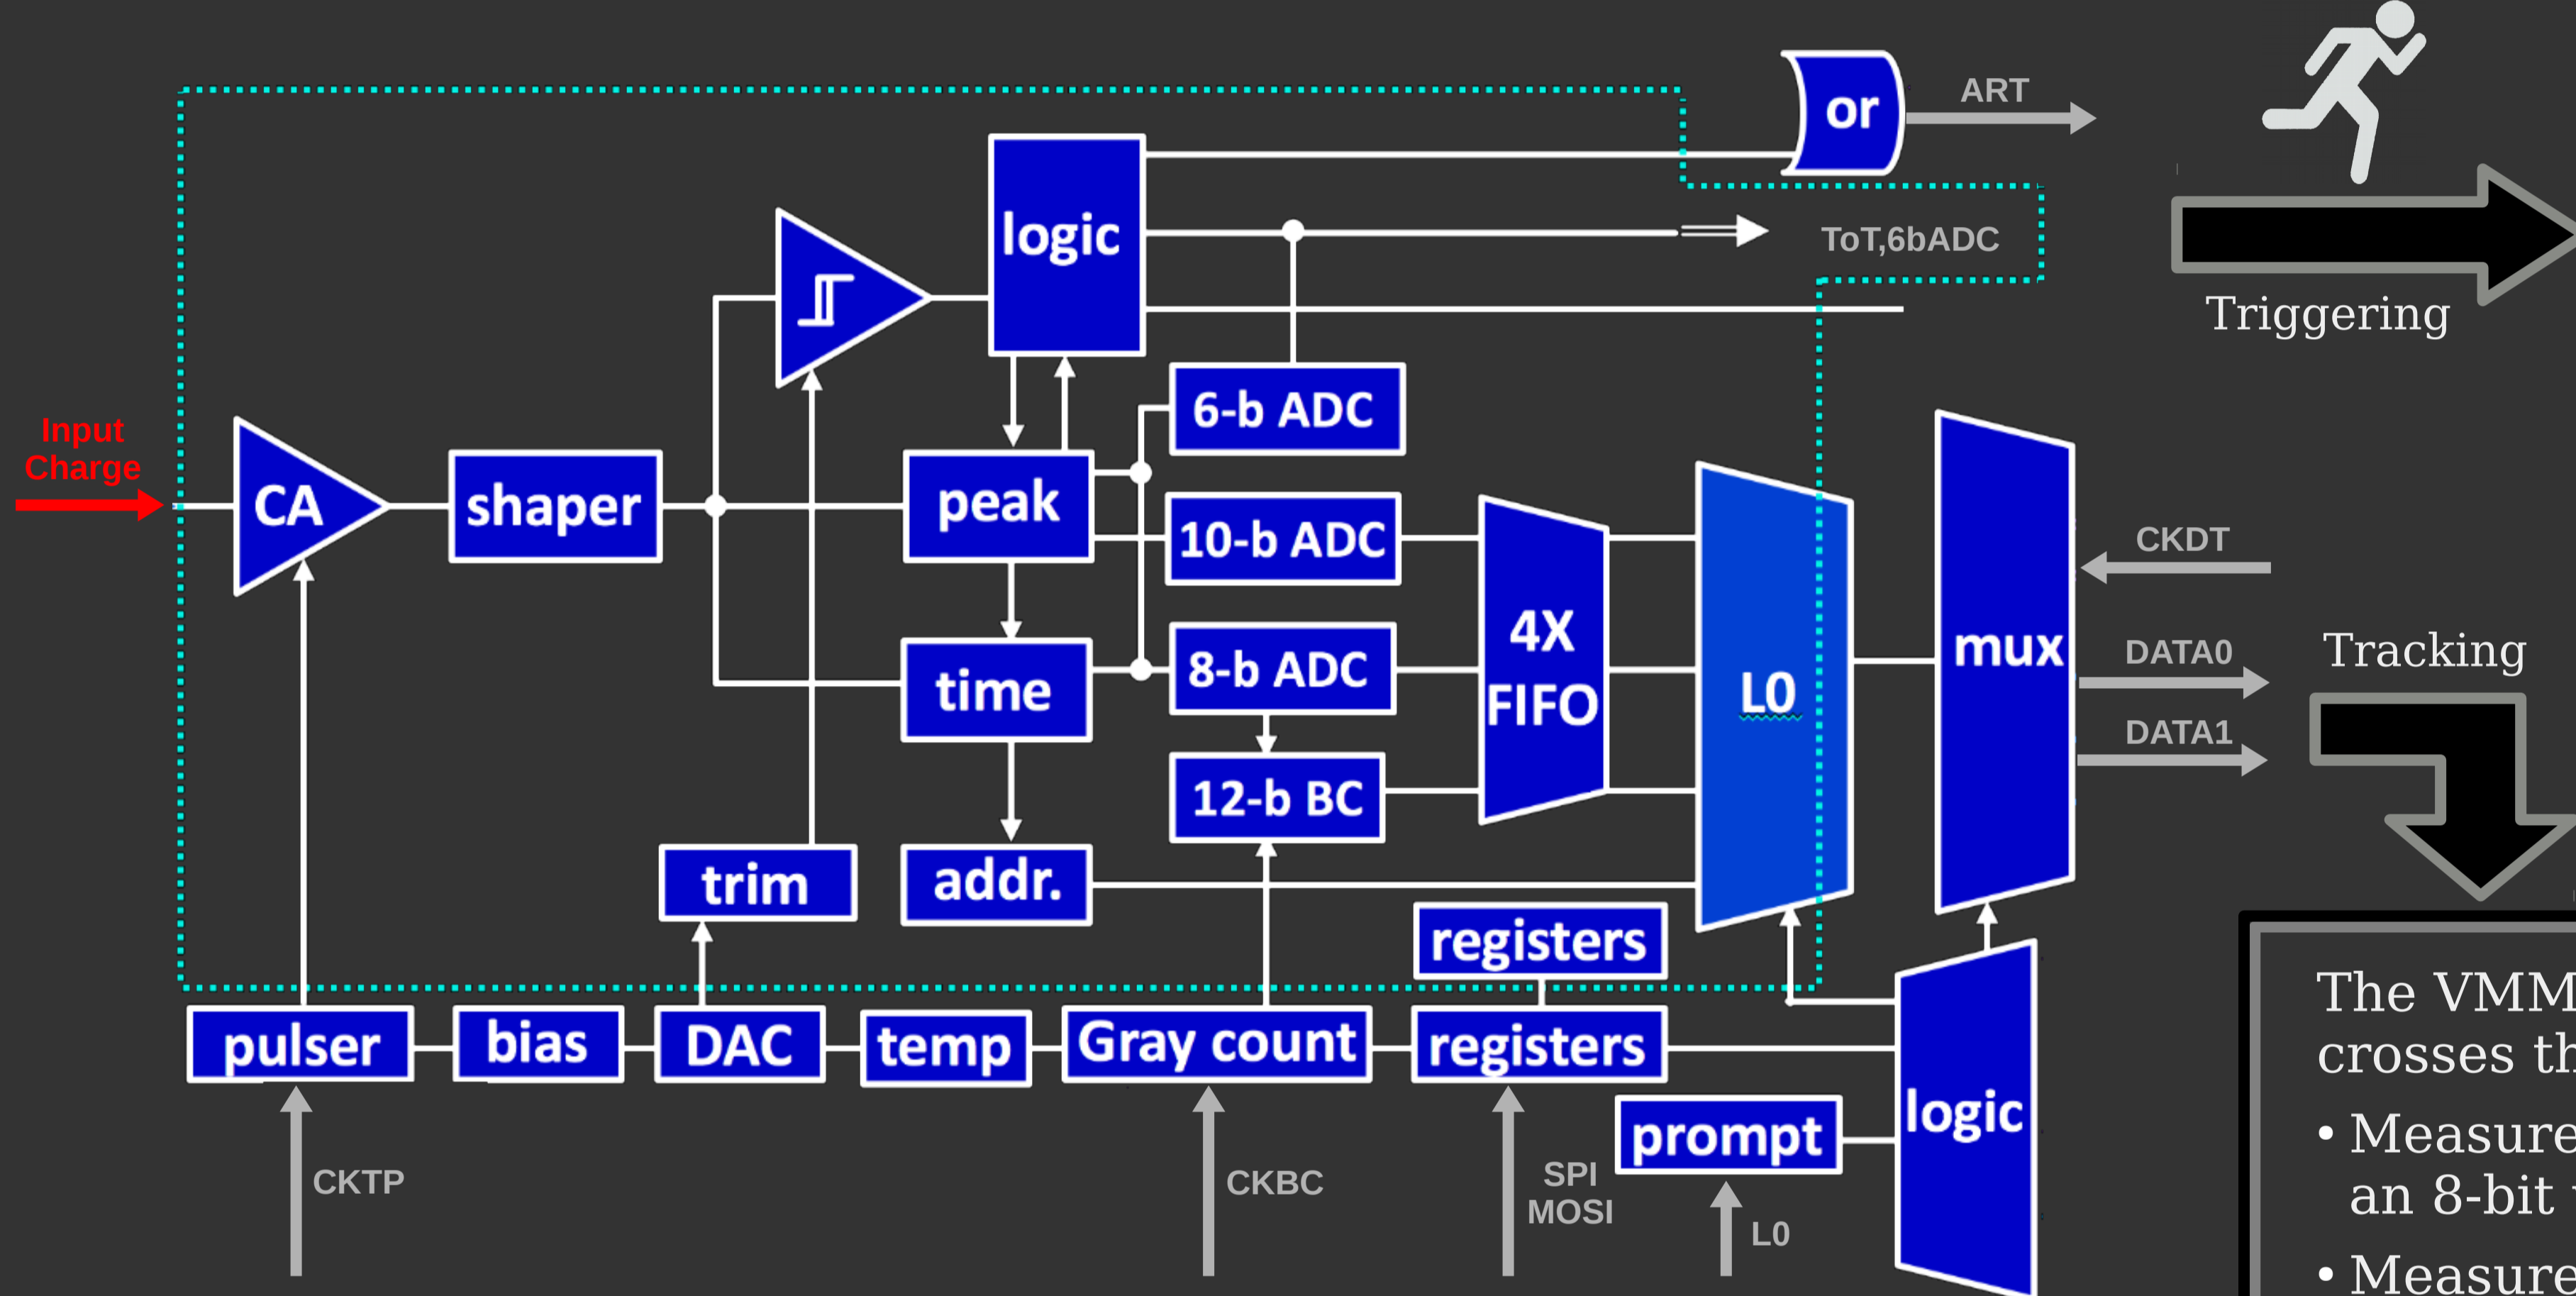 or
ART
logic
ToT,6bADC
Triggering
Input
Charge
CA
shaper
peak
6-b ADC
10-b ADC
8-b ADC
12-b BC
4X
FIFO
L0
mux
CKDT
DATA0
DATA1
Tracking
time
trim
addr.
registers
pulser
bias
DAC
temp
Gray count
registers
logic
prompt
CKTP
CKBC
SPI
MOSI
L0
The VMM
crosses th
• Measure
an 8-bit
• Measure